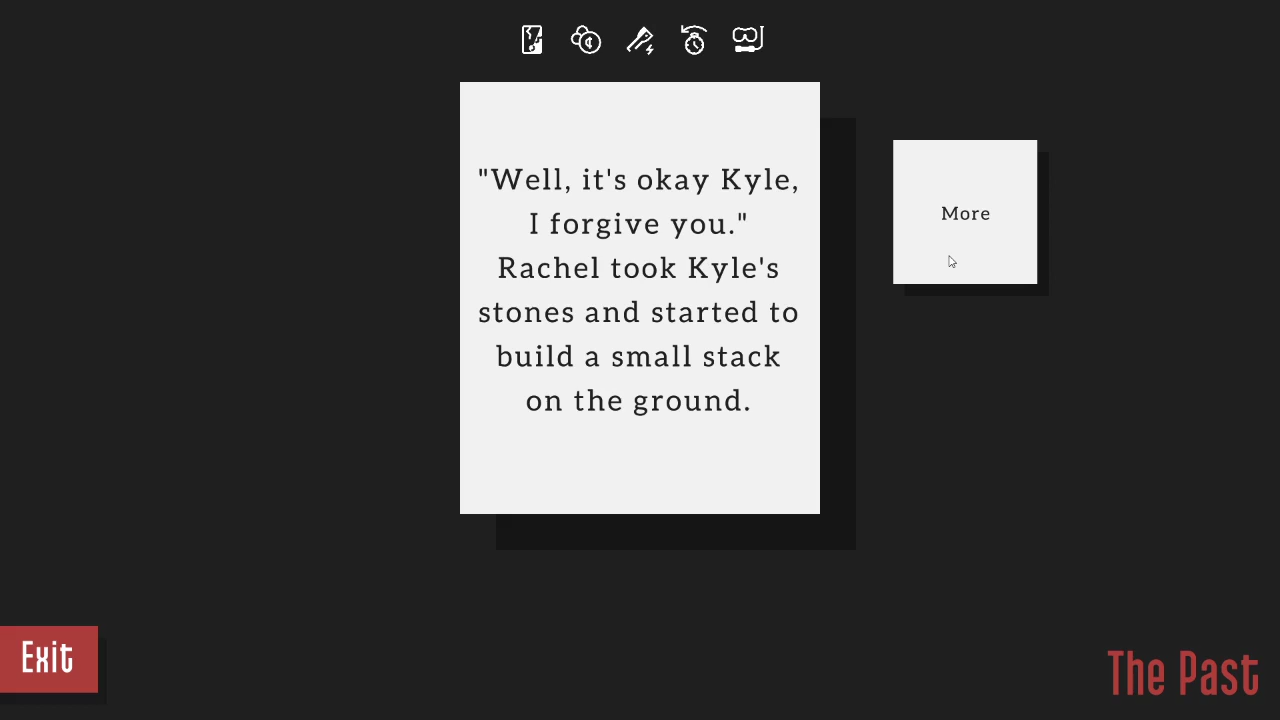 "Well, it's okay Kyle,
I forgive you."
Rachel took Kyle's
stones and started to
build a small stack
on the ground.
More
Exit
The Past